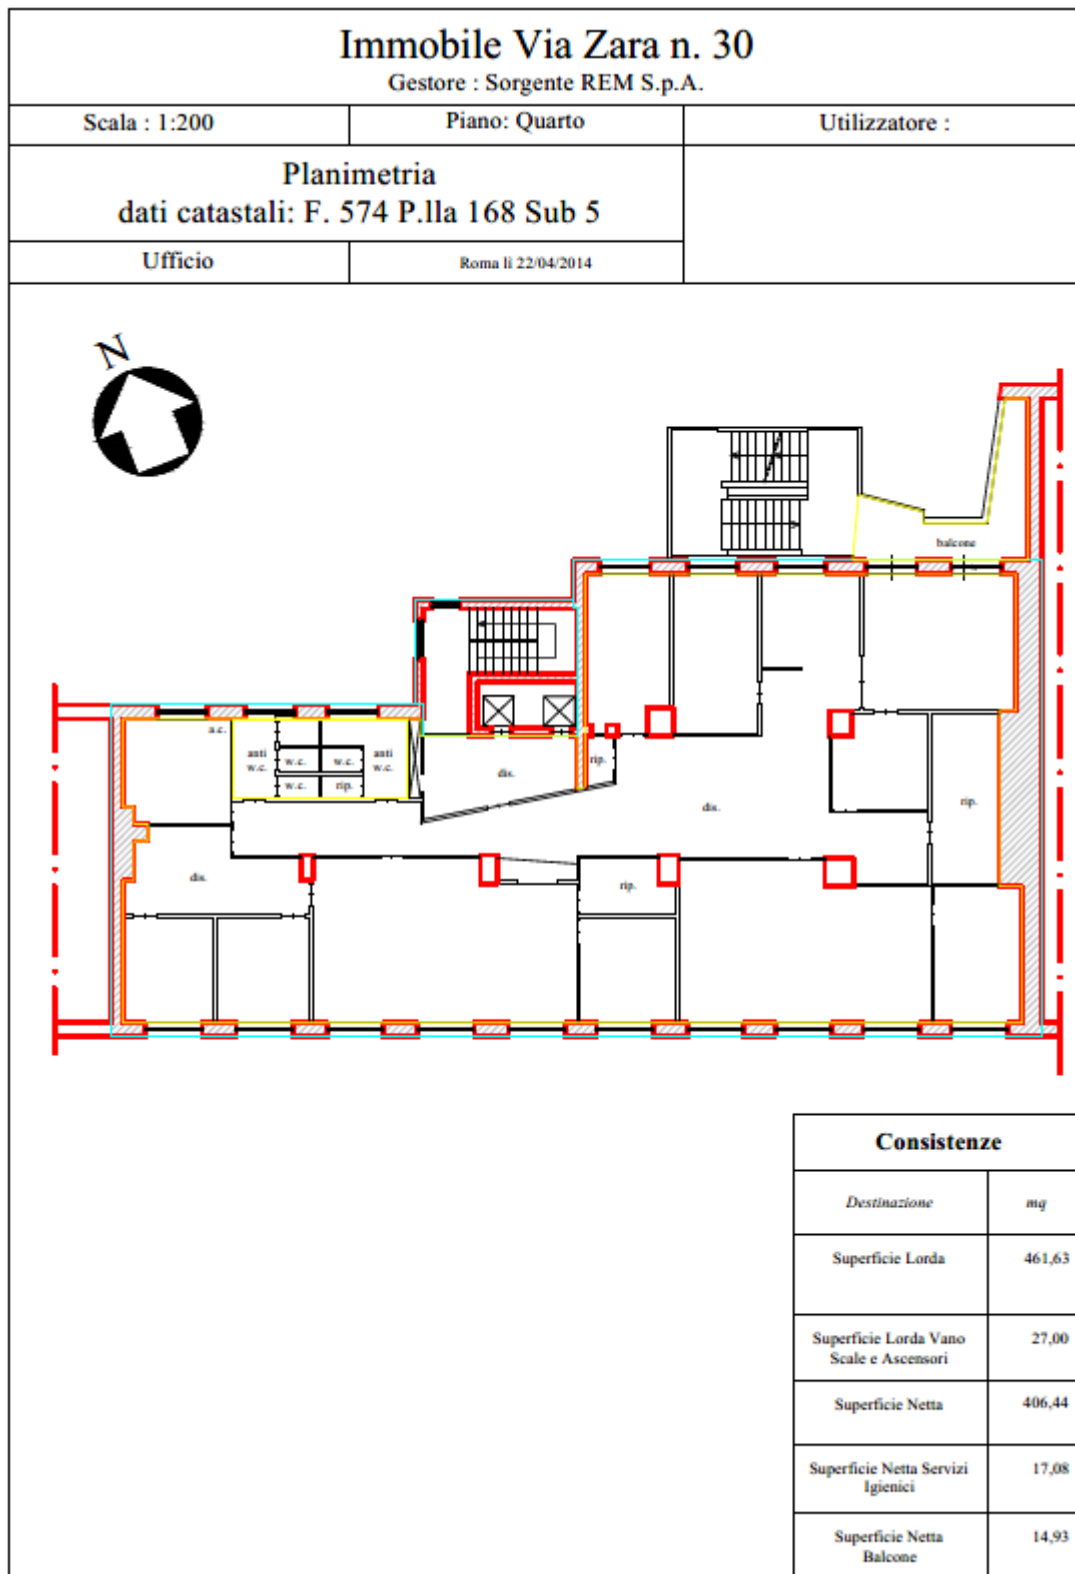 Immobile Via Zara n. 30
Gestore : Sorgente REM S.p.A.
Scala : 1:200
Piano: Quarto
Utilizzatore :
Planimetria
dati catastali: F. 574 P.lla 168 Sub 5
Ufficio
Roma li 22/04/2014
N
balcone
a.c.
anti
w.c.
w.c.
w.c.
anti
w.c.
w.c.
rip.
dis.
rip.
dis.
rip.
dis.
rip.
Consistenze
Destinazione
mq
Superficie Lorda
461,63
Superficie Lorda Vano
Scale e Ascensori
27,00
Superficie Netta
406,44
Superficie Netta Servizi
Igienici
17,08
Superficie Netta
Balcone
14,93